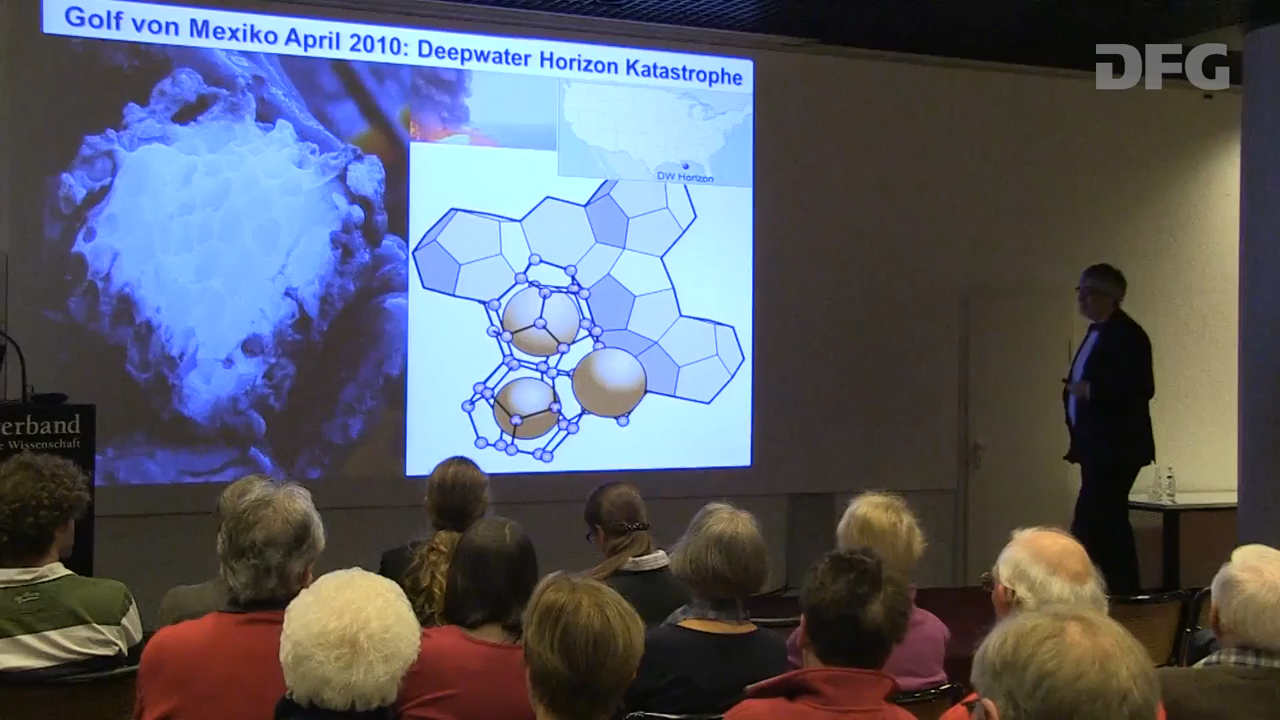 Golf von Mexiko April 2010: Deepwater Horizon Katastrophe
DFG
DW Horizon
erband
Wissenschaft